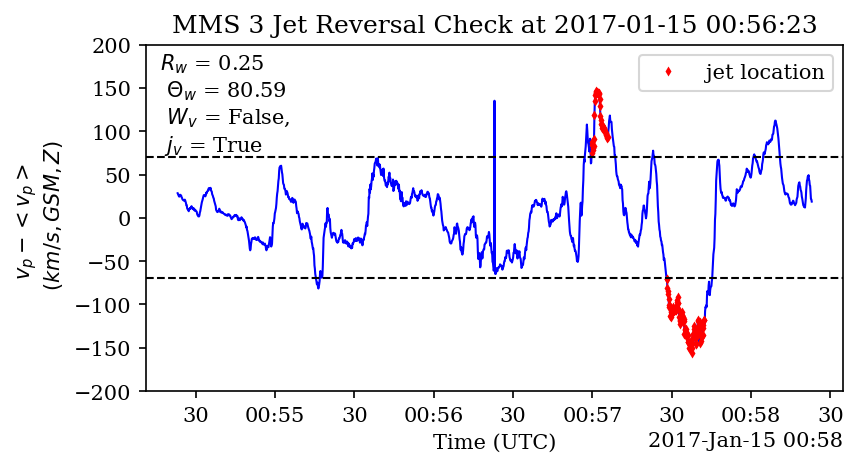 MMS 3 Jet Reversal Check at 2017-01-15 00:56:23
R_w = 0.25
Θ_w = 80.59
W_v = False,
j_v = True
jet location
v_p − < v_p >
(km/s, GSM, Z)
200
150
100
50
0
−50
−100
−150
−200
30 00:55 30 00:56 30 00:57 30 00:58 30
Time (UTC)
2017-Jan-15 00:58